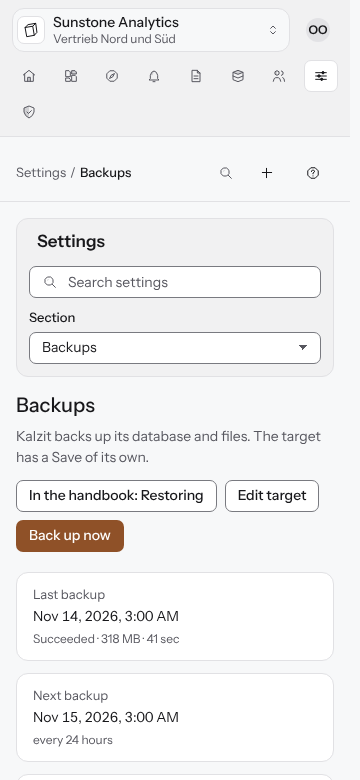 Sunstone Analytics
Vertrieb Nord und Süd
OO
Settings / Backups
Settings
Search settings
Section
Backups
Backups
Kalzit backs up its database and files. The target
has a Save of its own.
In the handbook: Restoring
Edit target
Back up now
Last backup
Nov 14, 2026, 3:00 AM
Succeeded · 318 MB · 41 sec
Next backup
Nov 15, 2026, 3:00 AM
every 24 hours